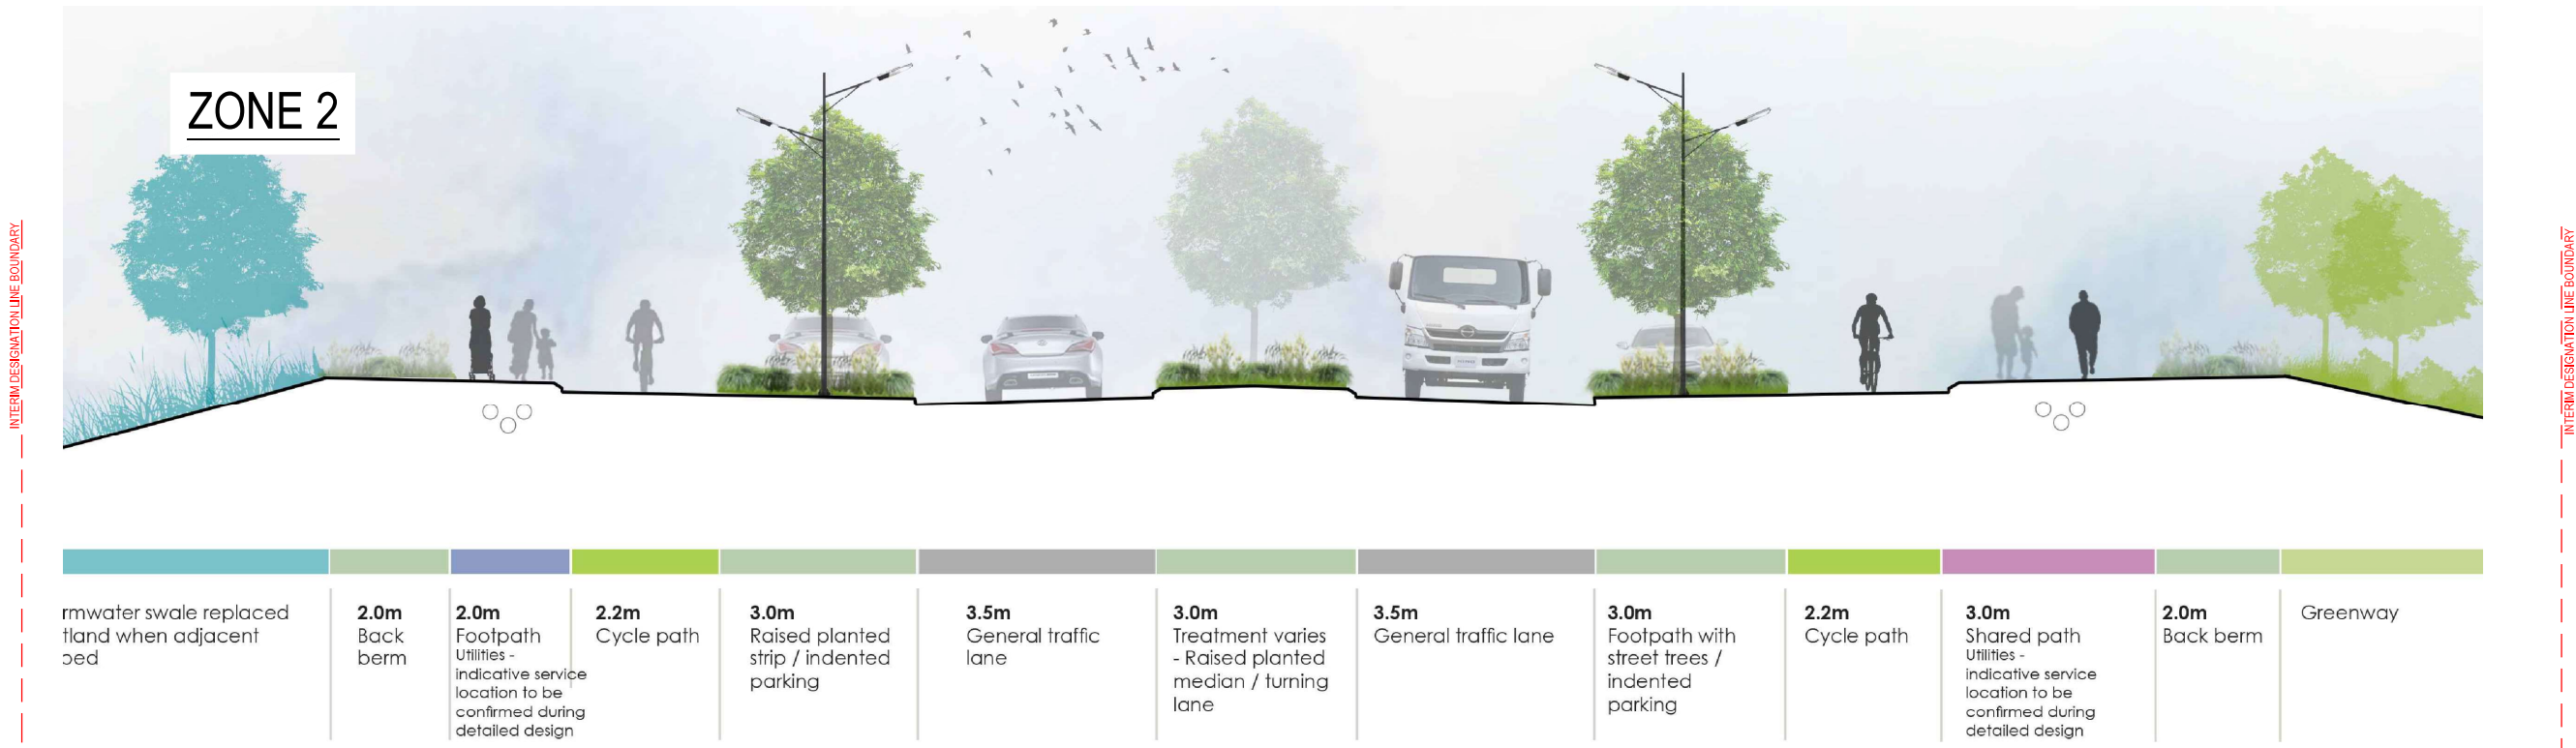 ZONE 2
INTERIM DESIGNATION LINE BOUNDARY
INTERIM DESIGNATION LINE BOUNDARY
rmwater swale replaced
tland when adjacent
ped
2.0m
Back
berm
2.0m
Footpath
Utilities -
indicative service
location to be
confirmed during
detailed design
2.2m
Cycle path
3.0m
Raised planted
strip / indented
parking
3.5m
General traffic
lane
3.0m
Treatment varies
- Raised planted
median / turning
lane
3.5m
General traffic lane
3.0m
Footpath with
street trees /
indented
parking
2.2m
Cycle path
3.0m
Shared path
Utilities -
indicative service
location to be
confirmed during
detailed design
2.0m
Back berm
Greenway